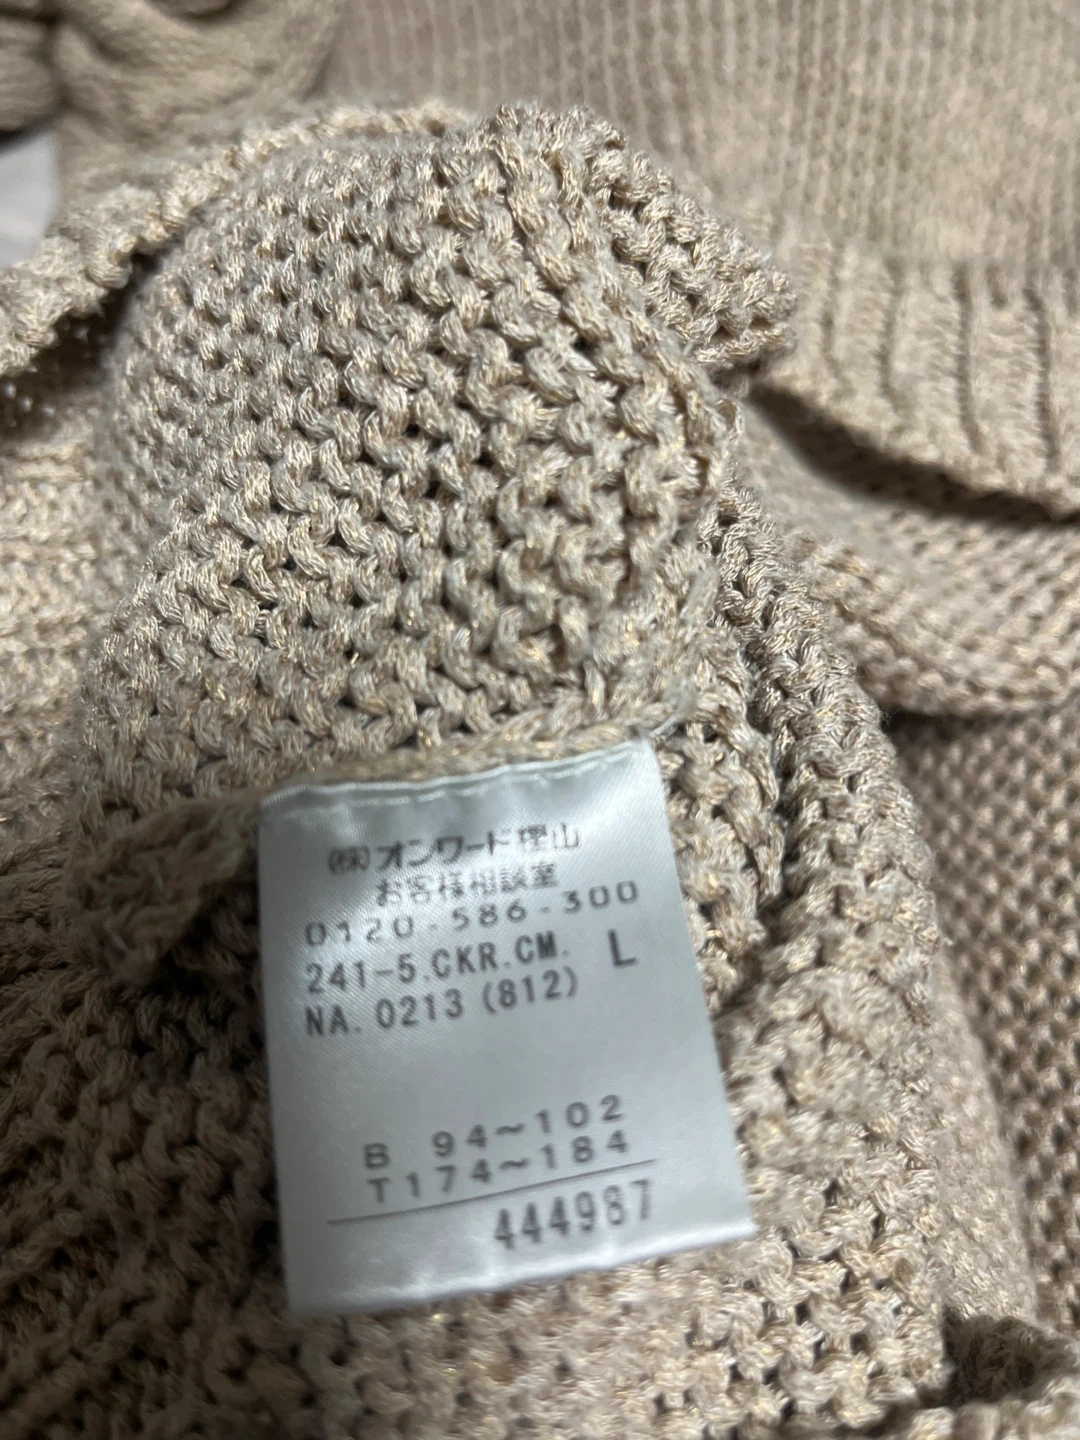 ㈱オンワード樫山
お客様相談室
0120-586-300
241-5.CKR.CM. L
NA. 0213 (812)
B 94~102
T174~184
444987